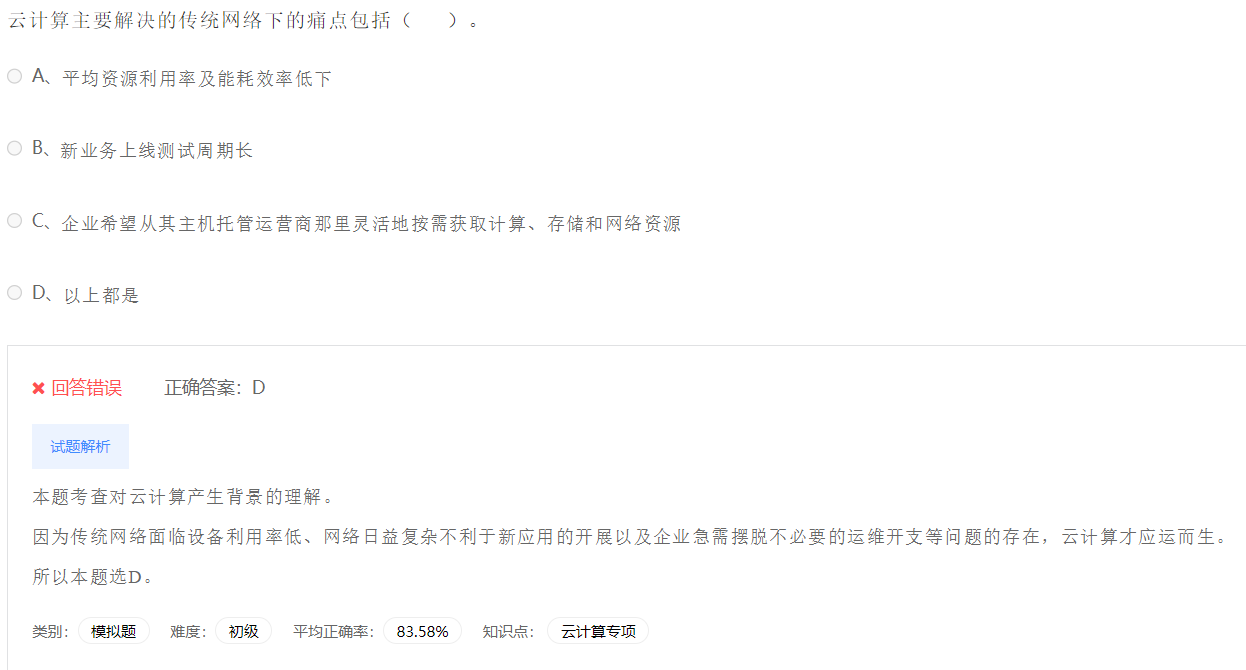 云计算主要解决的传统网络下的痛点包括（ ）。
A、平均资源利用率及能耗效率低下
B、新业务上线测试周期长
C、企业希望从其主机托管运营商那里灵活地按需获取计算、存储和网络资源
D、以上都是
回答错误 正确答案：D
试题解析
本题考查对云计算产生背景的理解。
因为传统网络面临设备利用率低、网络日益复杂不利于新应用的开展以及企业急需摆脱不必要的运维开支等问题的存在，云计算才应运而生。
所以本题选D。
类别： 模拟题 难度： 初级 平均正确率： 83.58% 知识点： 云计算专项